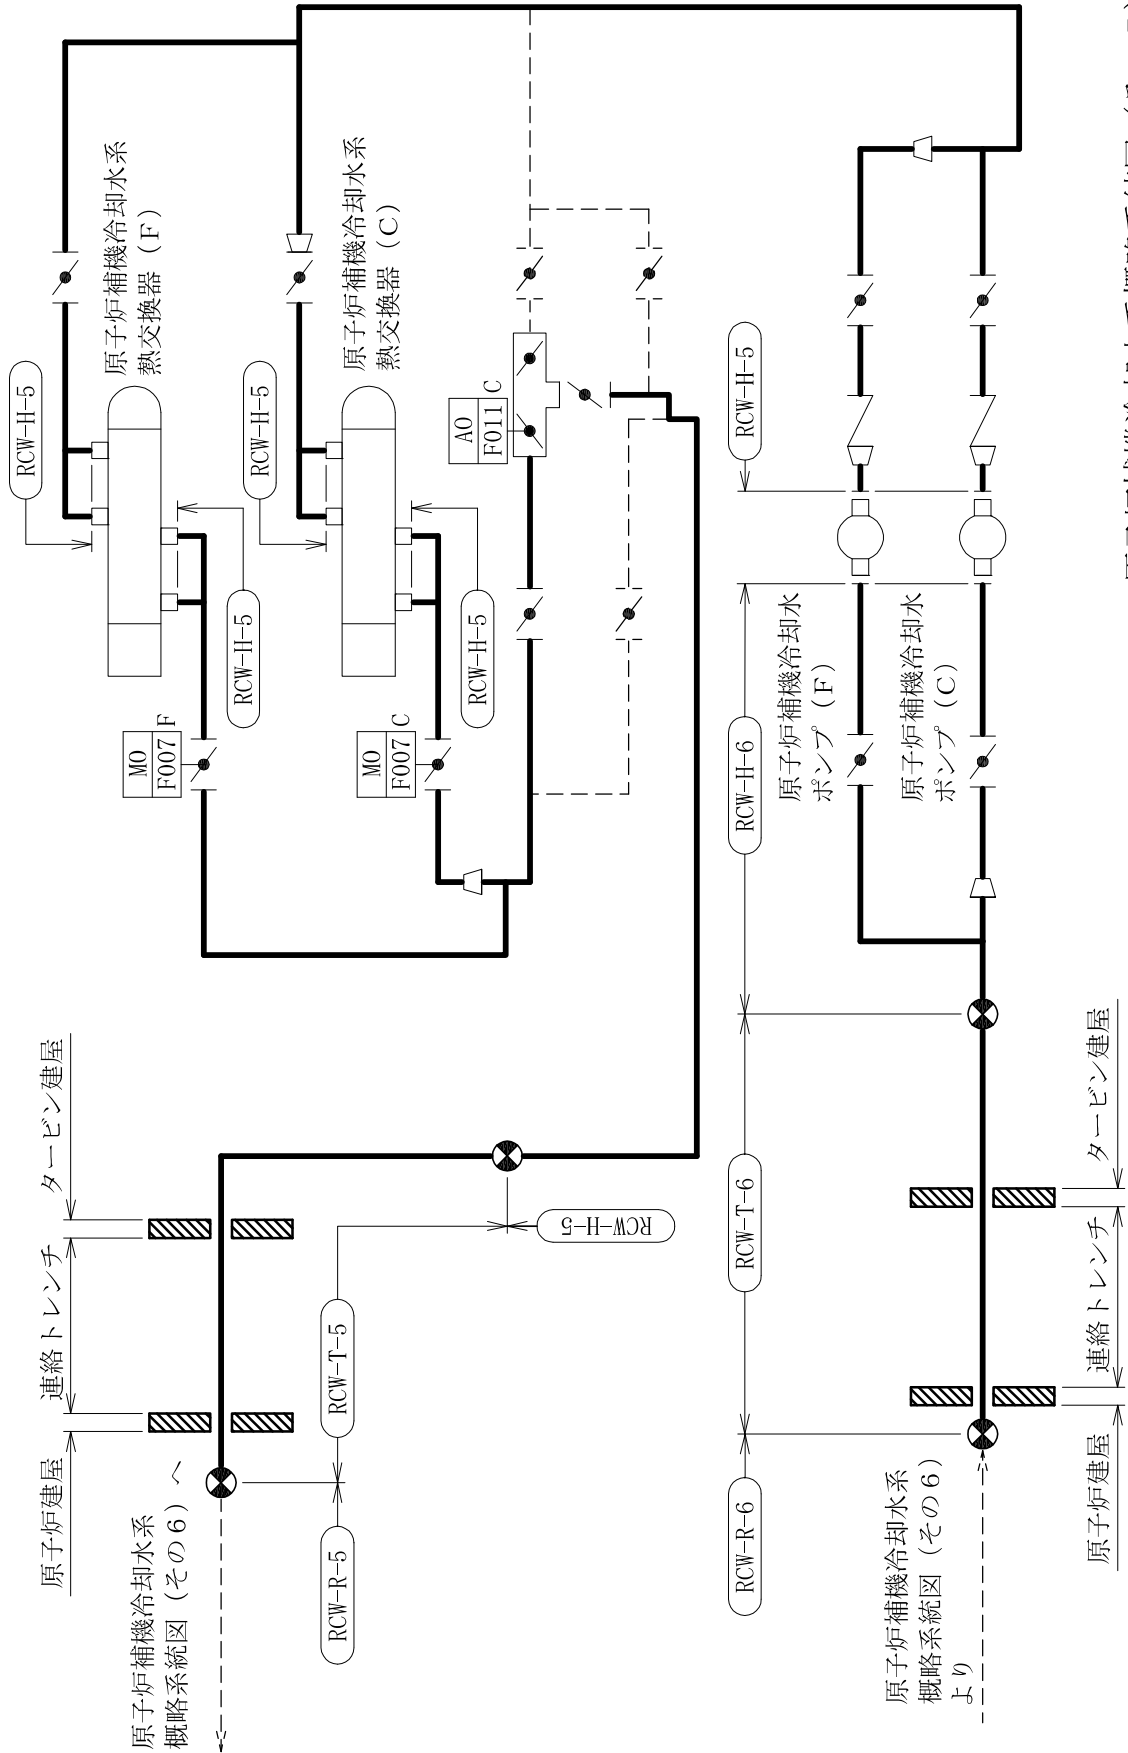 原子炉建屋
連絡トレンチ
タービン建屋
原子炉補機冷却水系
概略系統図（その６）へ
RCW-R-5
RCW-T-5
RCW-H-5
MO
F007
F
RCW-H-5
RCW-H-5
原子炉補機冷却水系
熱交換器（Ｆ）
MO
F007
C
RCW-H-5
RCW-H-5
原子炉補機冷却水系
熱交換器（Ｃ）
AO
F011
C
RCW-R-6
RCW-T-6
RCW-H-6
RCW-H-5
原子炉補機冷却水
ポンプ（Ｆ）
原子炉補機冷却水
ポンプ（Ｃ）
原子炉補機冷却水系
概略系統図（その６）
より
原子炉建屋
連絡トレンチ
タービン建屋